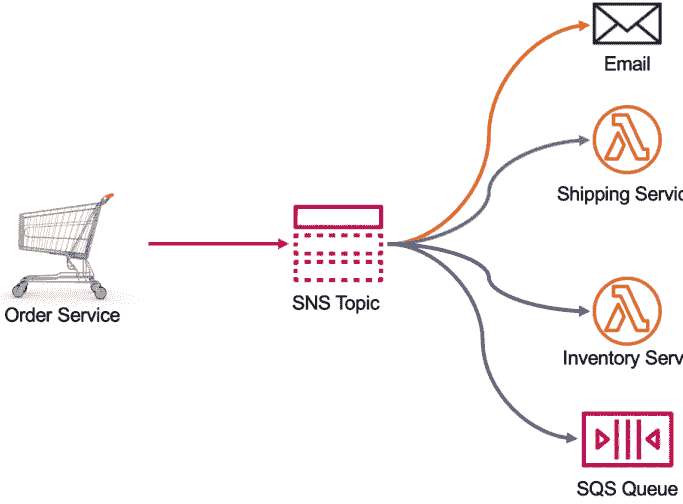 Email
Shipping Servic
Order Service
SNS Topic
Inventory Serv
SQS Queue